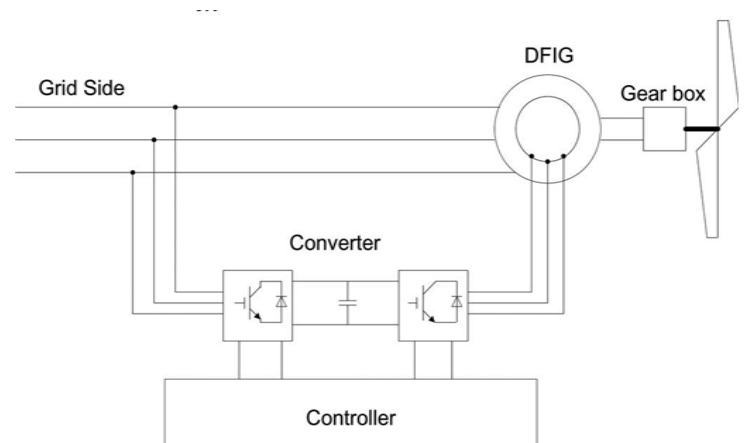 DFIG
Grid Side
Gear box
Converter
Controller